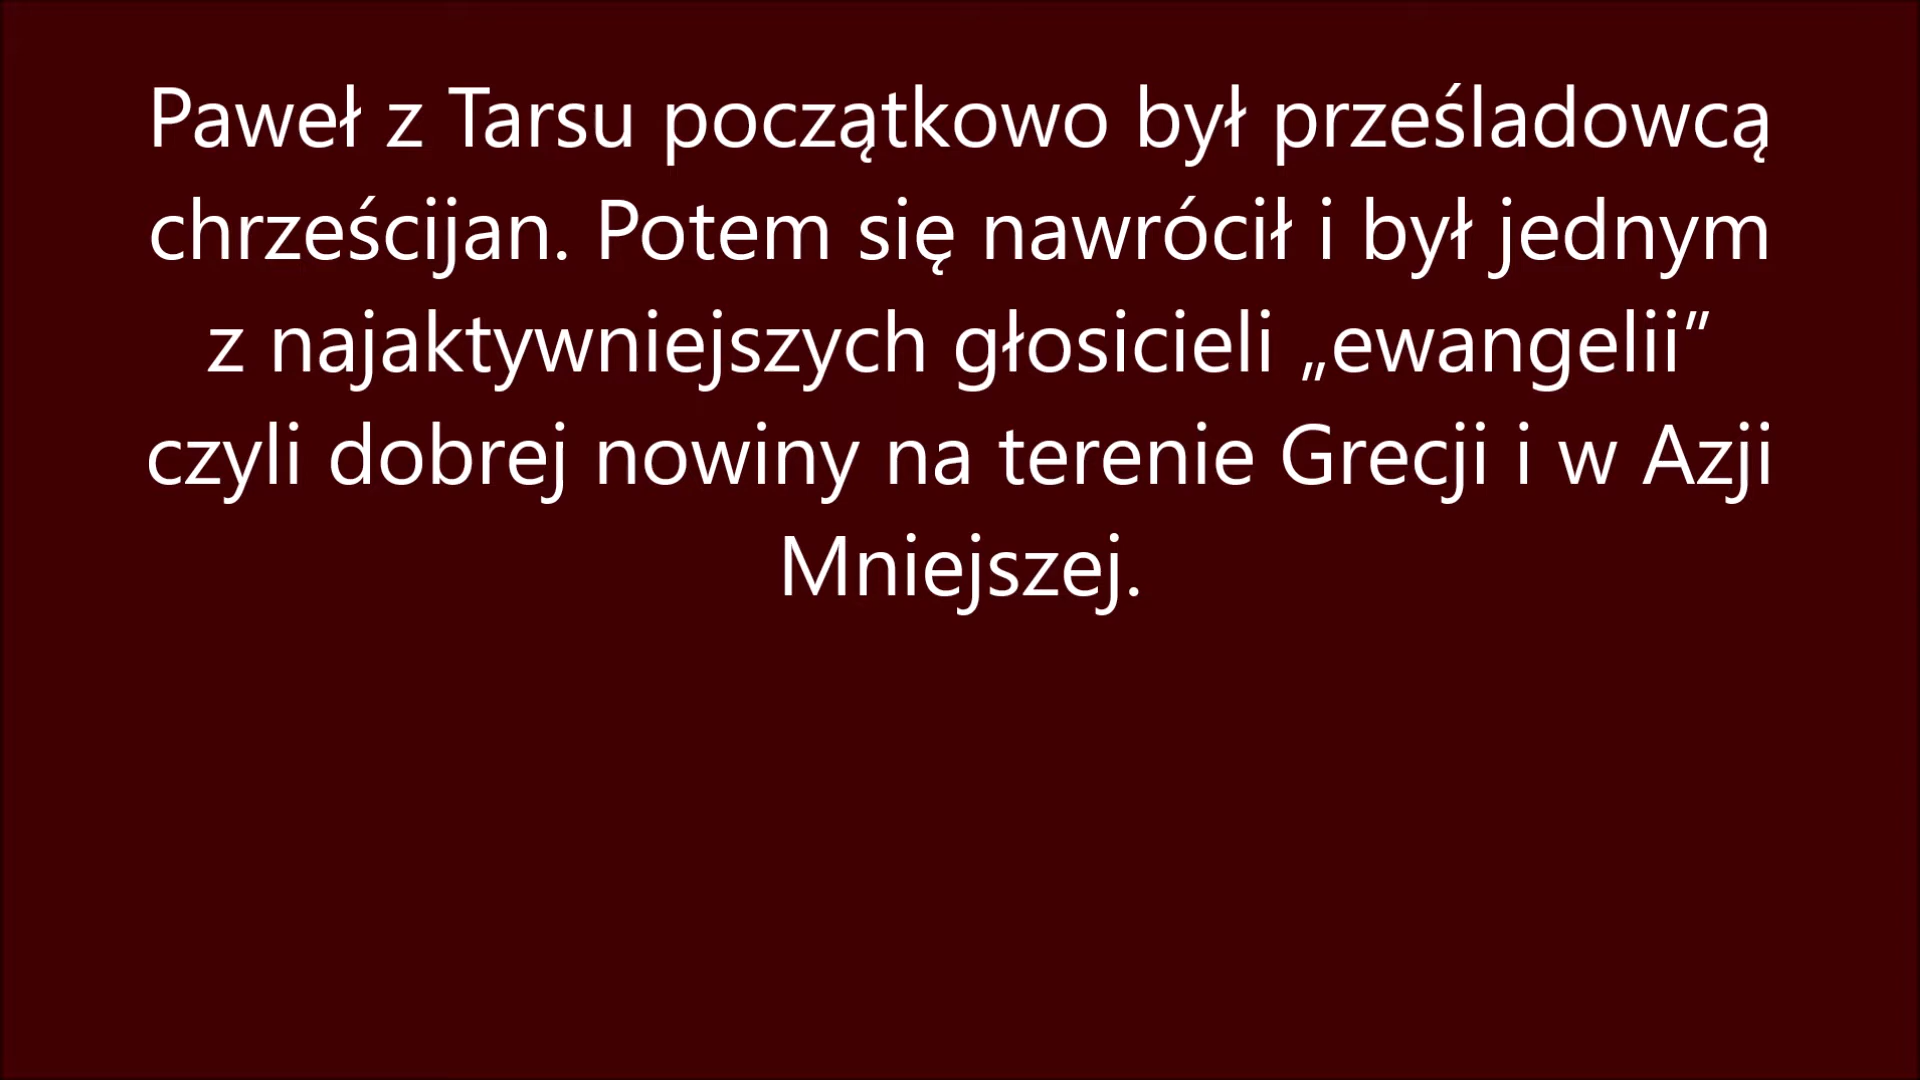 Paweł z Tarsu początkowo był prześladowcą
chrześcijan. Potem się nawrócił i był jednym
z najaktywniejszych głosicieli „ewangelii”
czyli dobrej nowiny na terenie Grecji i w Azji
Mniejszej.